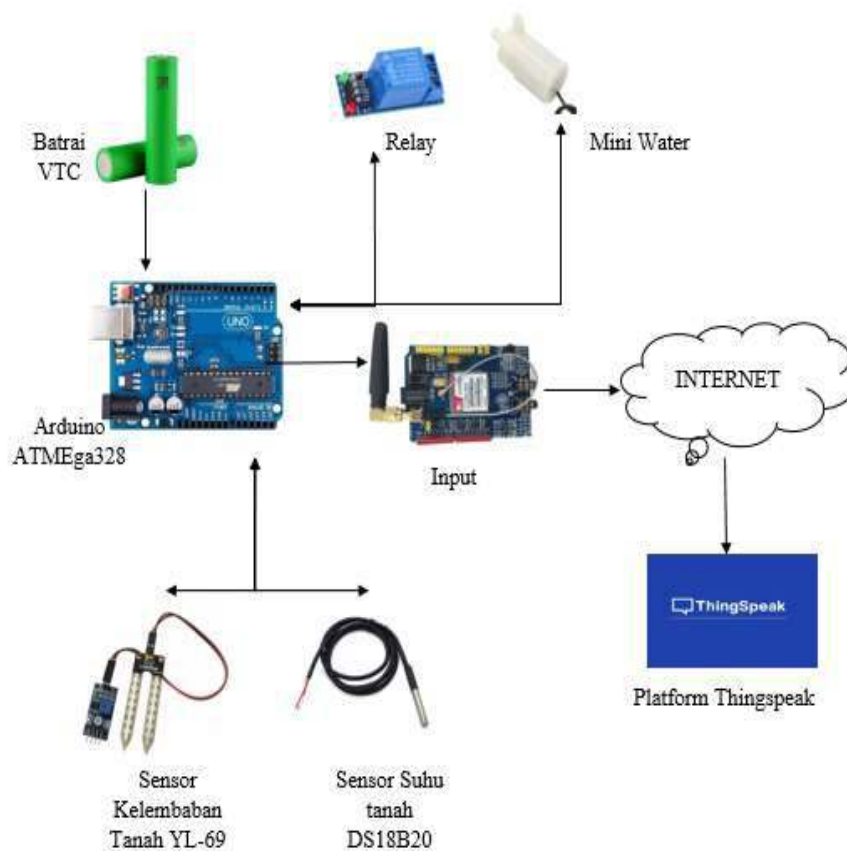 Batrai
VTC
Relay
Mini Water
UNO
Arduino
ATMEga328
Input
INTERNET
ThingSpeak
Platform Thingspeak
Sensor
Kelembaban
Tanah YL-69
Sensor Suhu
tanah
DS18B20